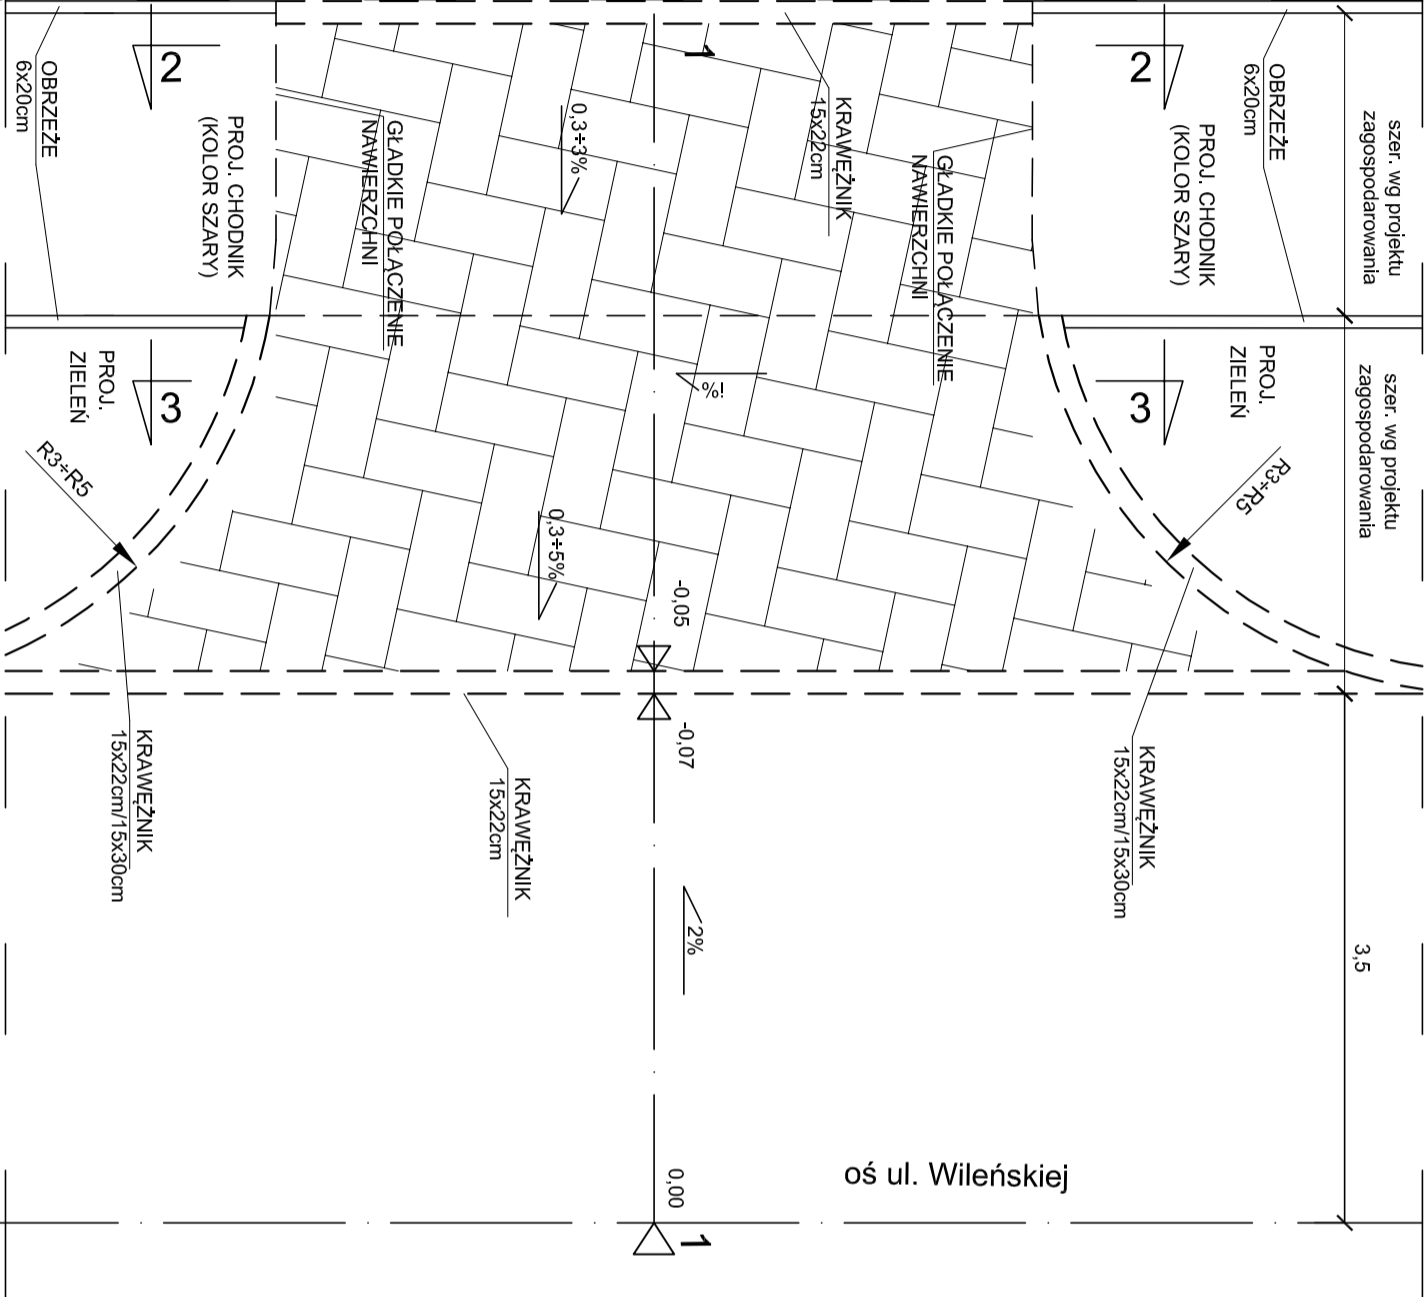 OBRZEŻE
6x20cm
2
PROJ. CHODNIK
(KOLOR SZARY)
GŁADKIE POŁĄCZENIE
NAWIERZCHNI
0,3÷3%
1
KRAWĘŻNIK
15x22cm
GŁADKIE POŁĄCZENIE
NAWIERZCHNI
2
PROJ. CHODNIK
(KOLOR SZARY)
OBRZEŻE
6x20cm
szer. wg projektu
zagospodarowania
PROJ.
ZIELEŃ
3
R3÷R5
%!
0,3÷5%
-0,05
3
PROJ.
ZIELEŃ
R3÷R5
szer. wg projektu
zagospodarowania
KRAWĘŻNIK
15x22cm/15x30cm
KRAWĘŻNIK
15x22cm
-0,07
2%
KRAWĘŻNIK
15x22cm/15x30cm
3,5
0,00
1
oś ul. Wileńskiej